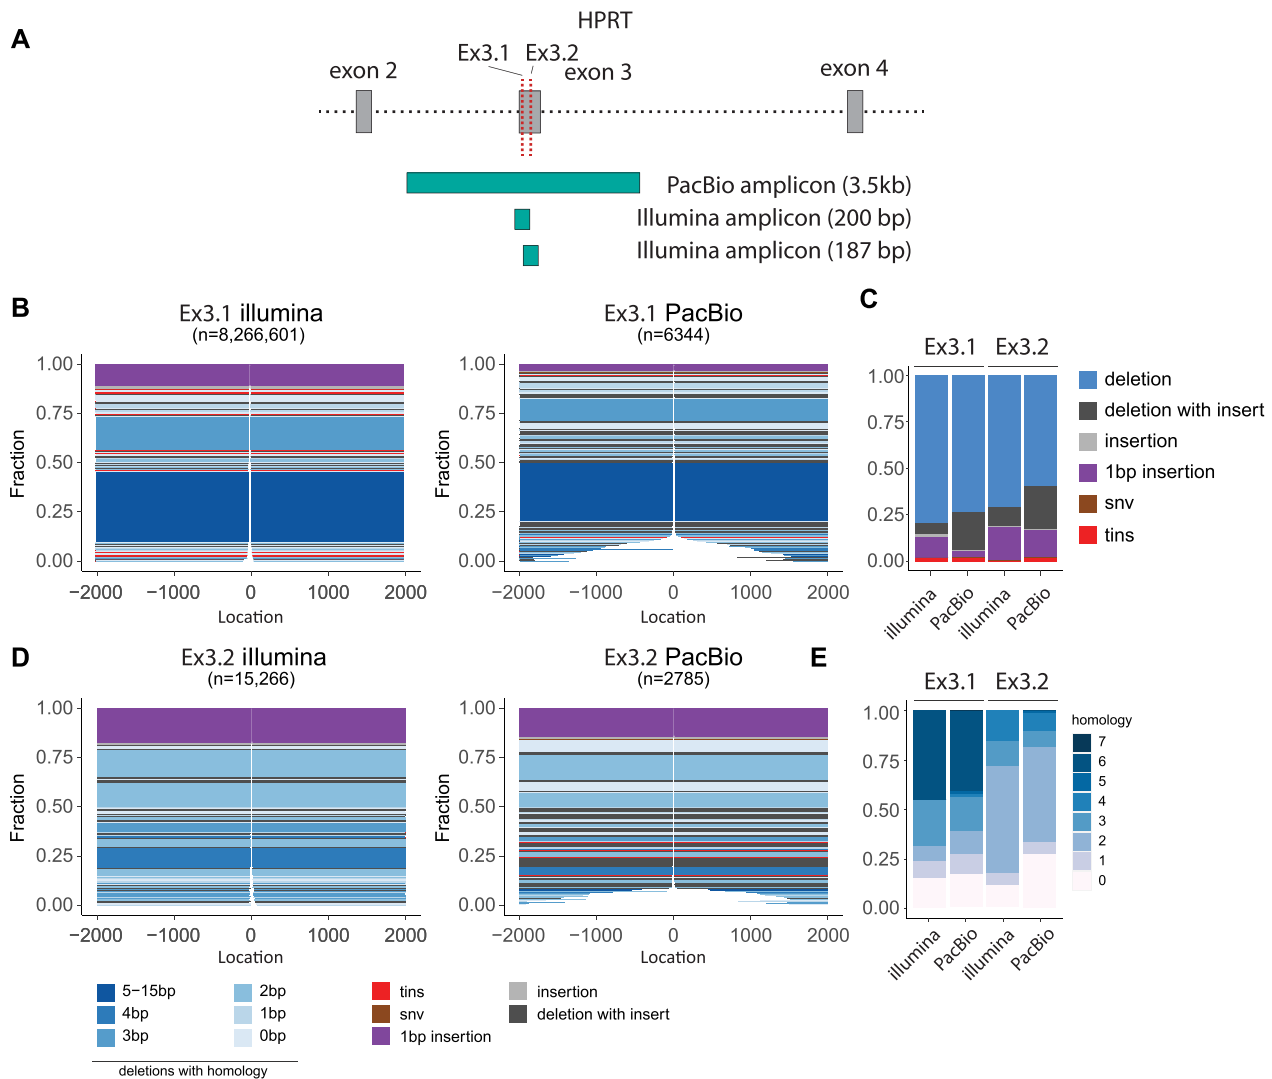 A
HPRT
Ex3.1 Ex3.2
exon 2
exon 3
exon 4
PacBio amplicon (3.5kb)
Illumina amplicon (200 bp)
Illumina amplicon (187 bp)
B
Ex3.1 illumina
(n=8,266,601)
Fraction
1.00
0.75
0.50
0.25
0.00
−2000 −1000 0 1000 2000
Location
Ex3.1 PacBio
(n=6344)
Fraction
1.00
0.75
0.50
0.25
0.00
−2000 −1000 0 1000 2000
Location
C
Ex3.1 Ex3.2
1.00
0.75
0.50
0.25
0.00
illumina PacBio illumina PacBio
deletion
deletion with insert
insertion
1bp insertion
snv
tins
D
Ex3.2 illumina
(n=15,266)
Fraction
1.00
0.75
0.50
0.25
0.00
−2000 −1000 0 1000 2000
Location
Ex3.2 PacBio
(n=2785)
Fraction
1.00
0.75
0.50
0.25
0.00
−2000 −1000 0 1000 2000
Location
E
Ex3.1 Ex3.2
1.00
0.75
0.50
0.25
0.00
illumina PacBio illumina PacBio
homology
7
6
5
4
3
2
1
0
5−15bp
4bp
3bp
2bp
1bp
0bp
deletions with homology
tins
snv
1bp insertion
insertion
deletion with insert